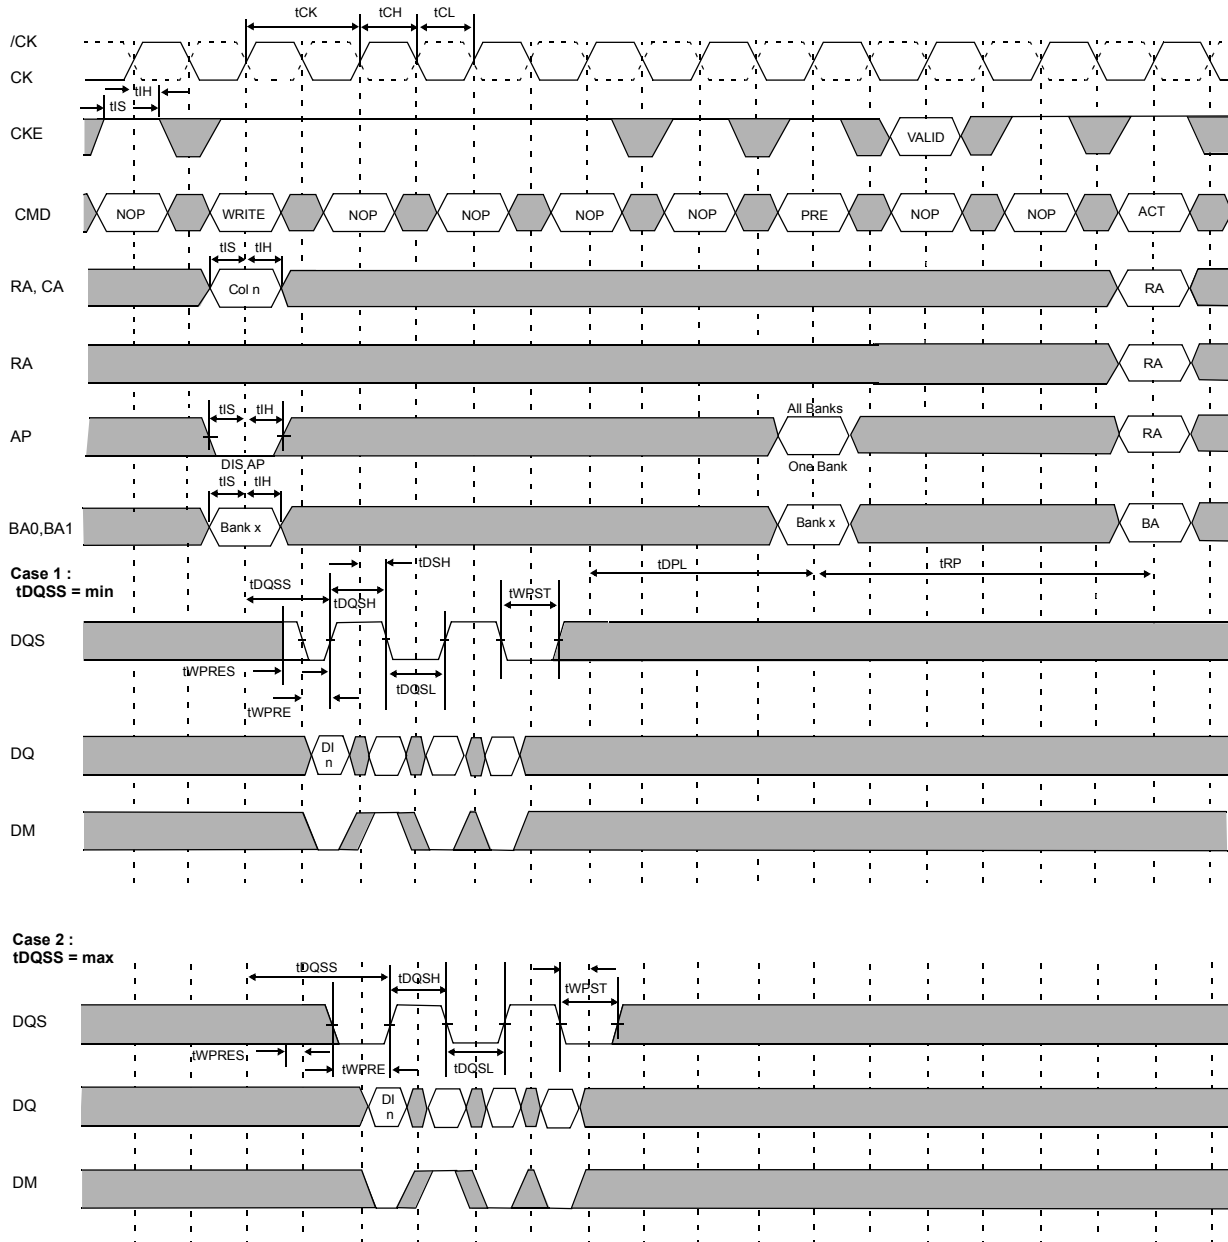 tCK tCH tCL
/CK
CK
tIH
tIS
CKE VALID
CMD NOP WRITE NOP NOP NOP NOP PRE NOP NOP ACT
tIS tIH
RA, CA Col n RA
RA RA
tIS tIH All Banks
AP RA
DIS AP One Bank
tIS tIH
BA0,BA1 Bank x Bank x BA
Case 1 :
tDQSS = min
tDSH tDPL tRP
tDQSS tDQSH tWPST
DQS
tWPRES
tDQSL
tWPRE
DQ DI
n
DM
Case 2 :
tDQSS = max
tDQSS tDQSH tWPST
DQS
tWPRES tWPRE tDQSL
DQ DI
n
DM